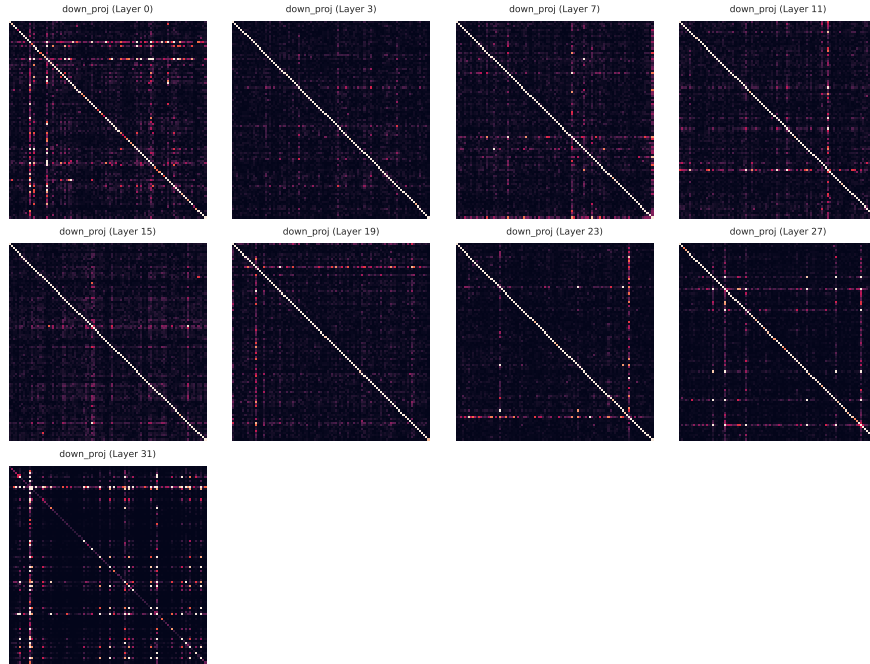 down_proj (Layer 0)
down_proj (Layer 3)
down_proj (Layer 7)
down_proj (Layer 11)
down_proj (Layer 15)
down_proj (Layer 19)
down_proj (Layer 23)
down_proj (Layer 27)
down_proj (Layer 31)